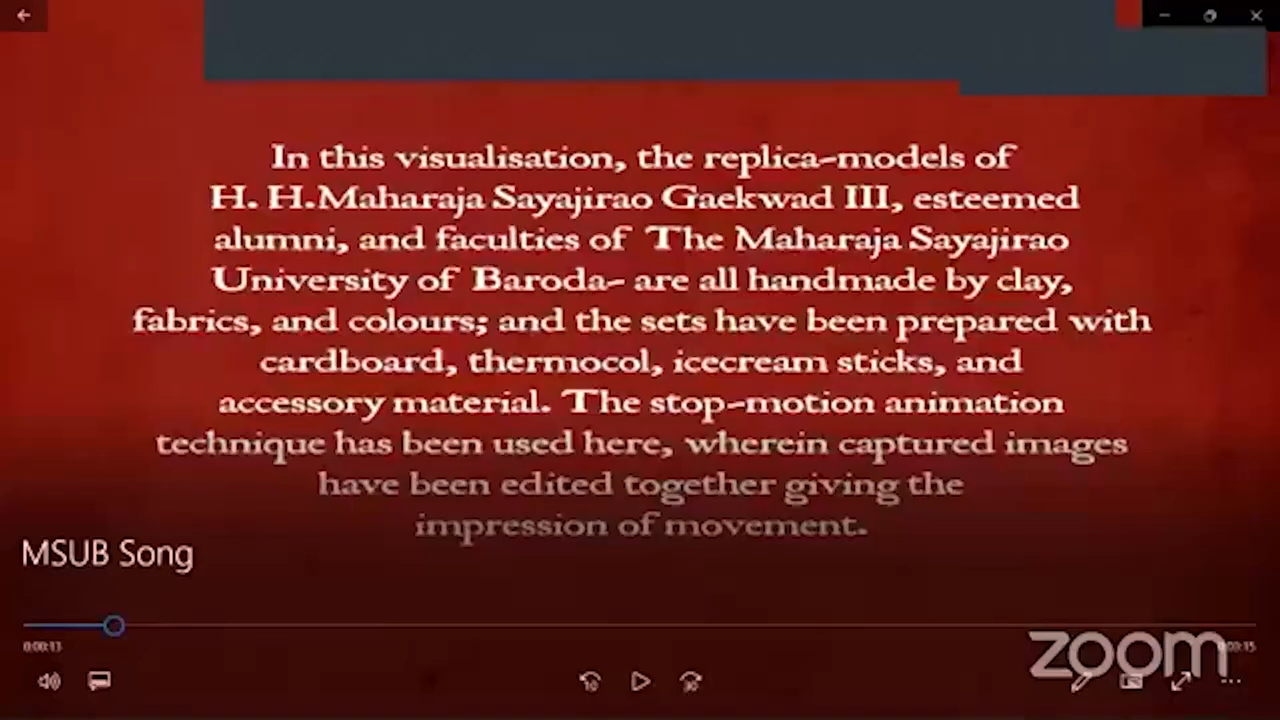 In this visualisation, the replica-models of
H. H.Maharaja Sayajirao Gaekwad III, esteemed
alumni, and faculties of The Maharaja Sayajirao
University of Baroda- are all handmade by clay,
fabrics, and colours; and the sets have been prepared with
cardboard, thermocol, icecream sticks, and
accessory material. The stop-motion animation
technique has been used here, wherein captured images
have been edited together giving the
impression of movement.
MSUB Song
0:00:13
zoom
10
30